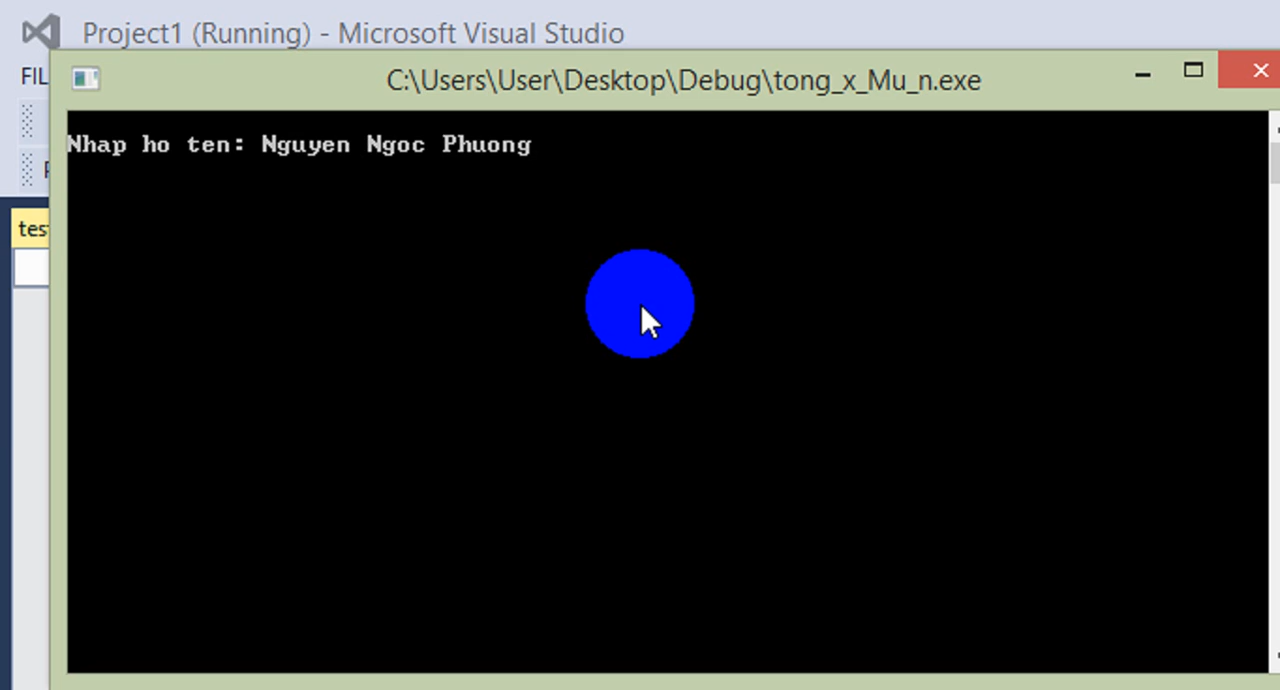 Project1 (Running) - Microsoft Visual Studio
FIL
C:\Users\User\Desktop\Debug\tong_x_Mu_n.exe
Nhap ho ten: Nguyen Ngoc Phuong
tes